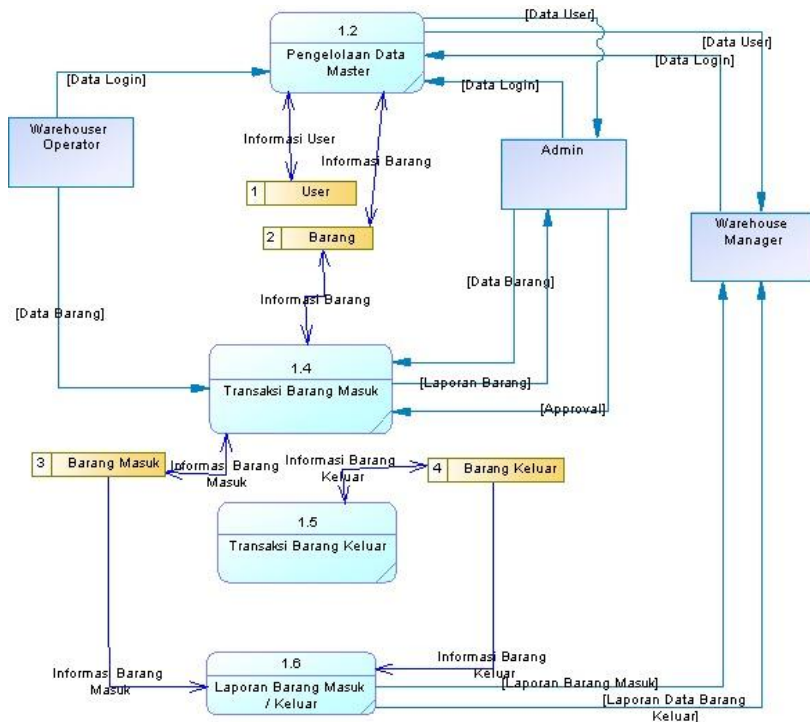 1.2
Pengelolaan Data
Master
[Data User]
[Data User]
[Data Login]
[Data Login]
[Data Login]
Warehouser
Operator
Admin
Informasi User
Informasi Barang
1 User
2 Barang
Warehouse
Manager
Informasi Barang
[Data Barang]
[Data Barang]
1.4
Transaksi Barang Masuk
[Laporan Barang]
[Approval]
3 Barang Masuk
Informasi Barang
Masuk
Informasi Barang
Keluar
4 Barang Keluar
1.5
Transaksi Barang Keluar
Informasi Barang
Masuk
1.6
Laporan Barang Masuk
/ Keluar
Informasi Barang
Keluar
[Laporan Barang Masuk]
[Laporan Data Barang
Keluar]